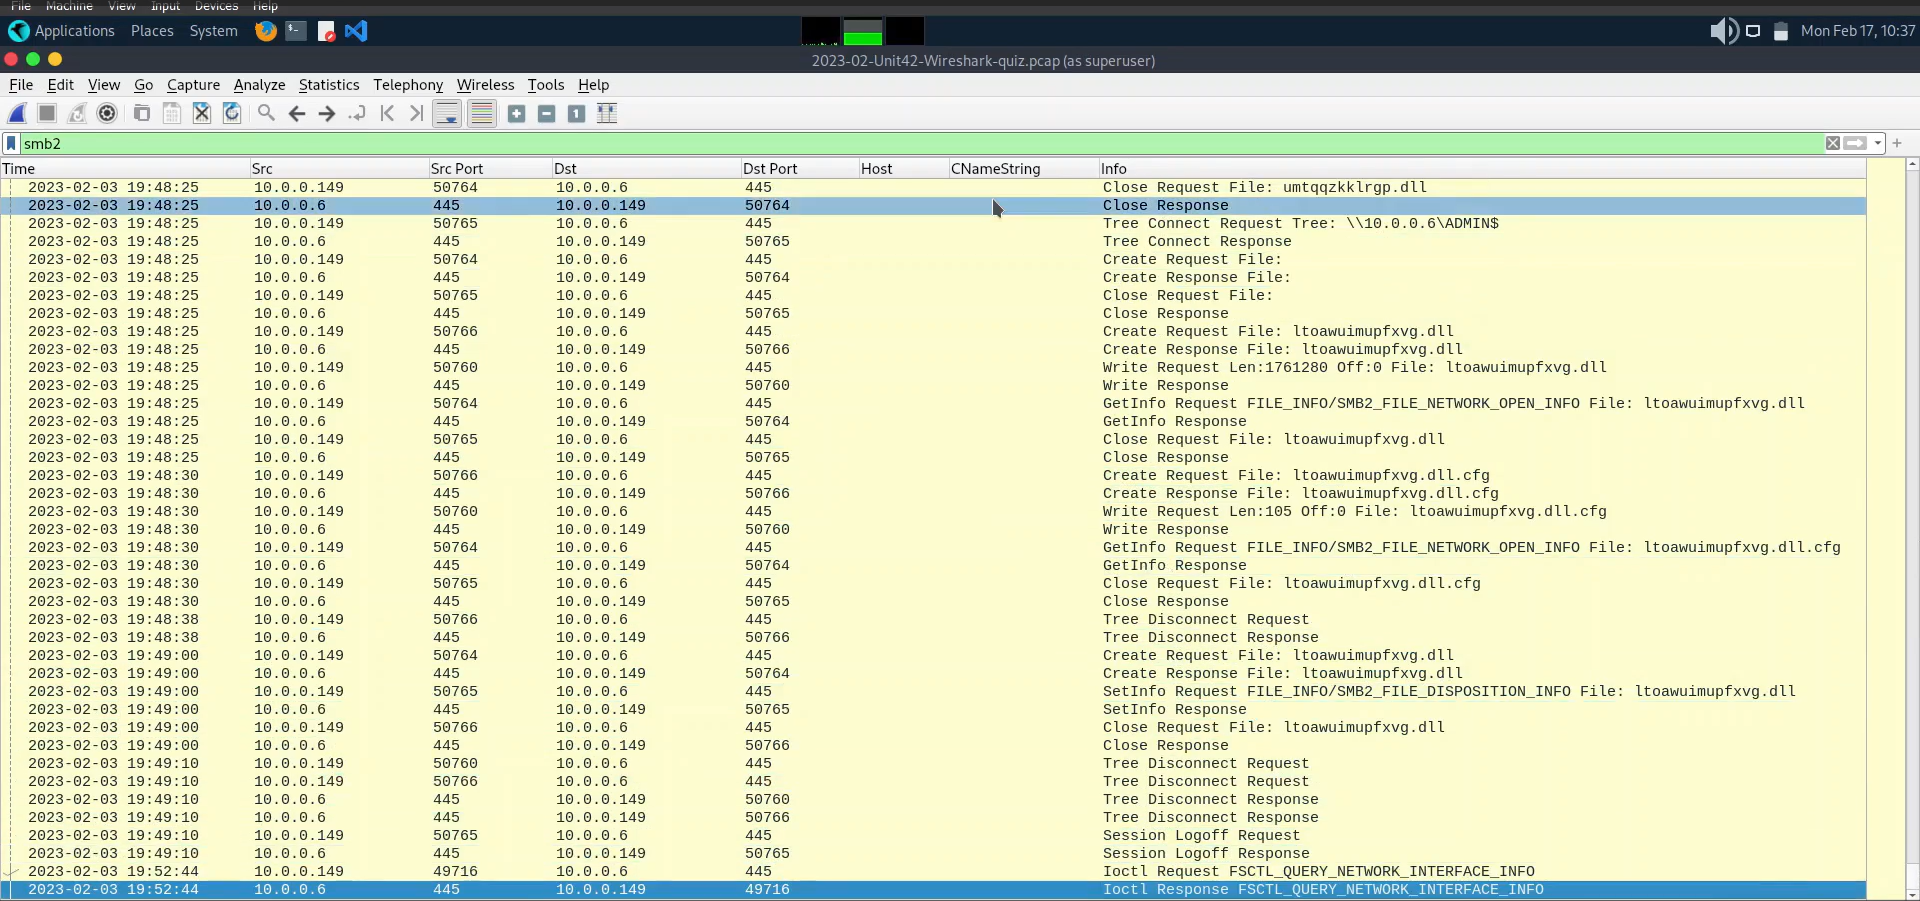 File Machine View Input Devices Help
Applications Places System Mon Feb 17, 10:37
2023-02-Unit42-Wireshark-quiz.pcap (as superuser)
File Edit View Go Capture Analyze Statistics Telephony Wireless Tools Help
smb2
Time Src Src Port Dst Dst Port Host CNameString Info
2023-02-03 19:48:25 10.0.0.149 50764 10.0.0.6 445 Close Request File: umtqqzkklrgp.dll
2023-02-03 19:48:25 10.0.0.6 445 10.0.0.149 50764 Close Response
2023-02-03 19:48:25 10.0.0.149 50765 10.0.0.6 445 Tree Connect Request Tree: \\10.0.0.6\ADMIN$
2023-02-03 19:48:25 10.0.0.6 445 10.0.0.149 50765 Tree Connect Response
2023-02-03 19:48:25 10.0.0.149 50764 10.0.0.6 445 Create Request File:
2023-02-03 19:48:25 10.0.0.6 445 10.0.0.149 50764 Create Response File:
2023-02-03 19:48:25 10.0.0.149 50765 10.0.0.6 445 Close Request File:
2023-02-03 19:48:25 10.0.0.6 445 10.0.0.149 50765 Close Response
2023-02-03 19:48:25 10.0.0.149 50766 10.0.0.6 445 Create Request File: ltoawuimupfxvg.dll
2023-02-03 19:48:25 10.0.0.6 445 10.0.0.149 50766 Create Response File: ltoawuimupfxvg.dll
2023-02-03 19:48:25 10.0.0.149 50760 10.0.0.6 445 Write Request Len:1761280 Off:0 File: ltoawuimupfxvg.dll
2023-02-03 19:48:25 10.0.0.6 445 10.0.0.149 50760 Write Response
2023-02-03 19:48:25 10.0.0.149 50764 10.0.0.6 445 GetInfo Request FILE_INFO/SMB2_FILE_NETWORK_OPEN_INFO File: ltoawuimupfxvg.dll
2023-02-03 19:48:25 10.0.0.6 445 10.0.0.149 50764 GetInfo Response
2023-02-03 19:48:25 10.0.0.149 50765 10.0.0.6 445 Close Request File: ltoawuimupfxvg.dll
2023-02-03 19:48:25 10.0.0.6 445 10.0.0.149 50765 Close Response
2023-02-03 19:48:30 10.0.0.149 50766 10.0.0.6 445 Create Request File: ltoawuimupfxvg.dll.cfg
2023-02-03 19:48:30 10.0.0.6 445 10.0.0.149 50766 Create Response File: ltoawuimupfxvg.dll.cfg
2023-02-03 19:48:30 10.0.0.149 50760 10.0.0.6 445 Write Request Len:105 Off:0 File: ltoawuimupfxvg.dll.cfg
2023-02-03 19:48:30 10.0.0.6 445 10.0.0.149 50760 Write Response
2023-02-03 19:48:30 10.0.0.149 50764 10.0.0.6 445 GetInfo Request FILE_INFO/SMB2_FILE_NETWORK_OPEN_INFO File: ltoawuimupfxvg.dll.cfg
2023-02-03 19:48:30 10.0.0.6 445 10.0.0.149 50764 GetInfo Response
2023-02-03 19:48:30 10.0.0.149 50765 10.0.0.6 445 Close Request File: ltoawuimupfxvg.dll.cfg
2023-02-03 19:48:30 10.0.0.6 445 10.0.0.149 50765 Close Response
2023-02-03 19:48:38 10.0.0.149 50766 10.0.0.6 445 Tree Disconnect Request
2023-02-03 19:48:38 10.0.0.6 445 10.0.0.149 50766 Tree Disconnect Response
2023-02-03 19:49:00 10.0.0.149 50764 10.0.0.6 445 Create Request File: ltoawuimupfxvg.dll
2023-02-03 19:49:00 10.0.0.6 445 10.0.0.149 50764 Create Response File: ltoawuimupfxvg.dll
2023-02-03 19:49:00 10.0.0.149 50765 10.0.0.6 445 SetInfo Request FILE_INFO/SMB2_FILE_DISPOSITION_INFO File: ltoawuimupfxvg.dll
2023-02-03 19:49:00 10.0.0.6 445 10.0.0.149 50765 SetInfo Response
2023-02-03 19:49:00 10.0.0.149 50766 10.0.0.6 445 Close Request File: ltoawuimupfxvg.dll
2023-02-03 19:49:00 10.0.0.6 445 10.0.0.149 50766 Close Response
2023-02-03 19:49:10 10.0.0.149 50760 10.0.0.6 445 Tree Disconnect Request
2023-02-03 19:49:10 10.0.0.149 50766 10.0.0.6 445 Tree Disconnect Request
2023-02-03 19:49:10 10.0.0.6 445 10.0.0.149 50760 Tree Disconnect Response
2023-02-03 19:49:10 10.0.0.6 445 10.0.0.149 50766 Tree Disconnect Response
2023-02-03 19:49:10 10.0.0.149 50765 10.0.0.6 445 Session Logoff Request
2023-02-03 19:49:10 10.0.0.6 445 10.0.0.149 50765 Session Logoff Response
2023-02-03 19:52:44 10.0.0.149 49716 10.0.0.6 445 Ioctl Request FSCTL_QUERY_NETWORK_INTERFACE_INFO
2023-02-03 19:52:44 10.0.0.6 445 10.0.0.149 49716 Ioctl Response FSCTL_QUERY_NETWORK_INTERFACE_INFO